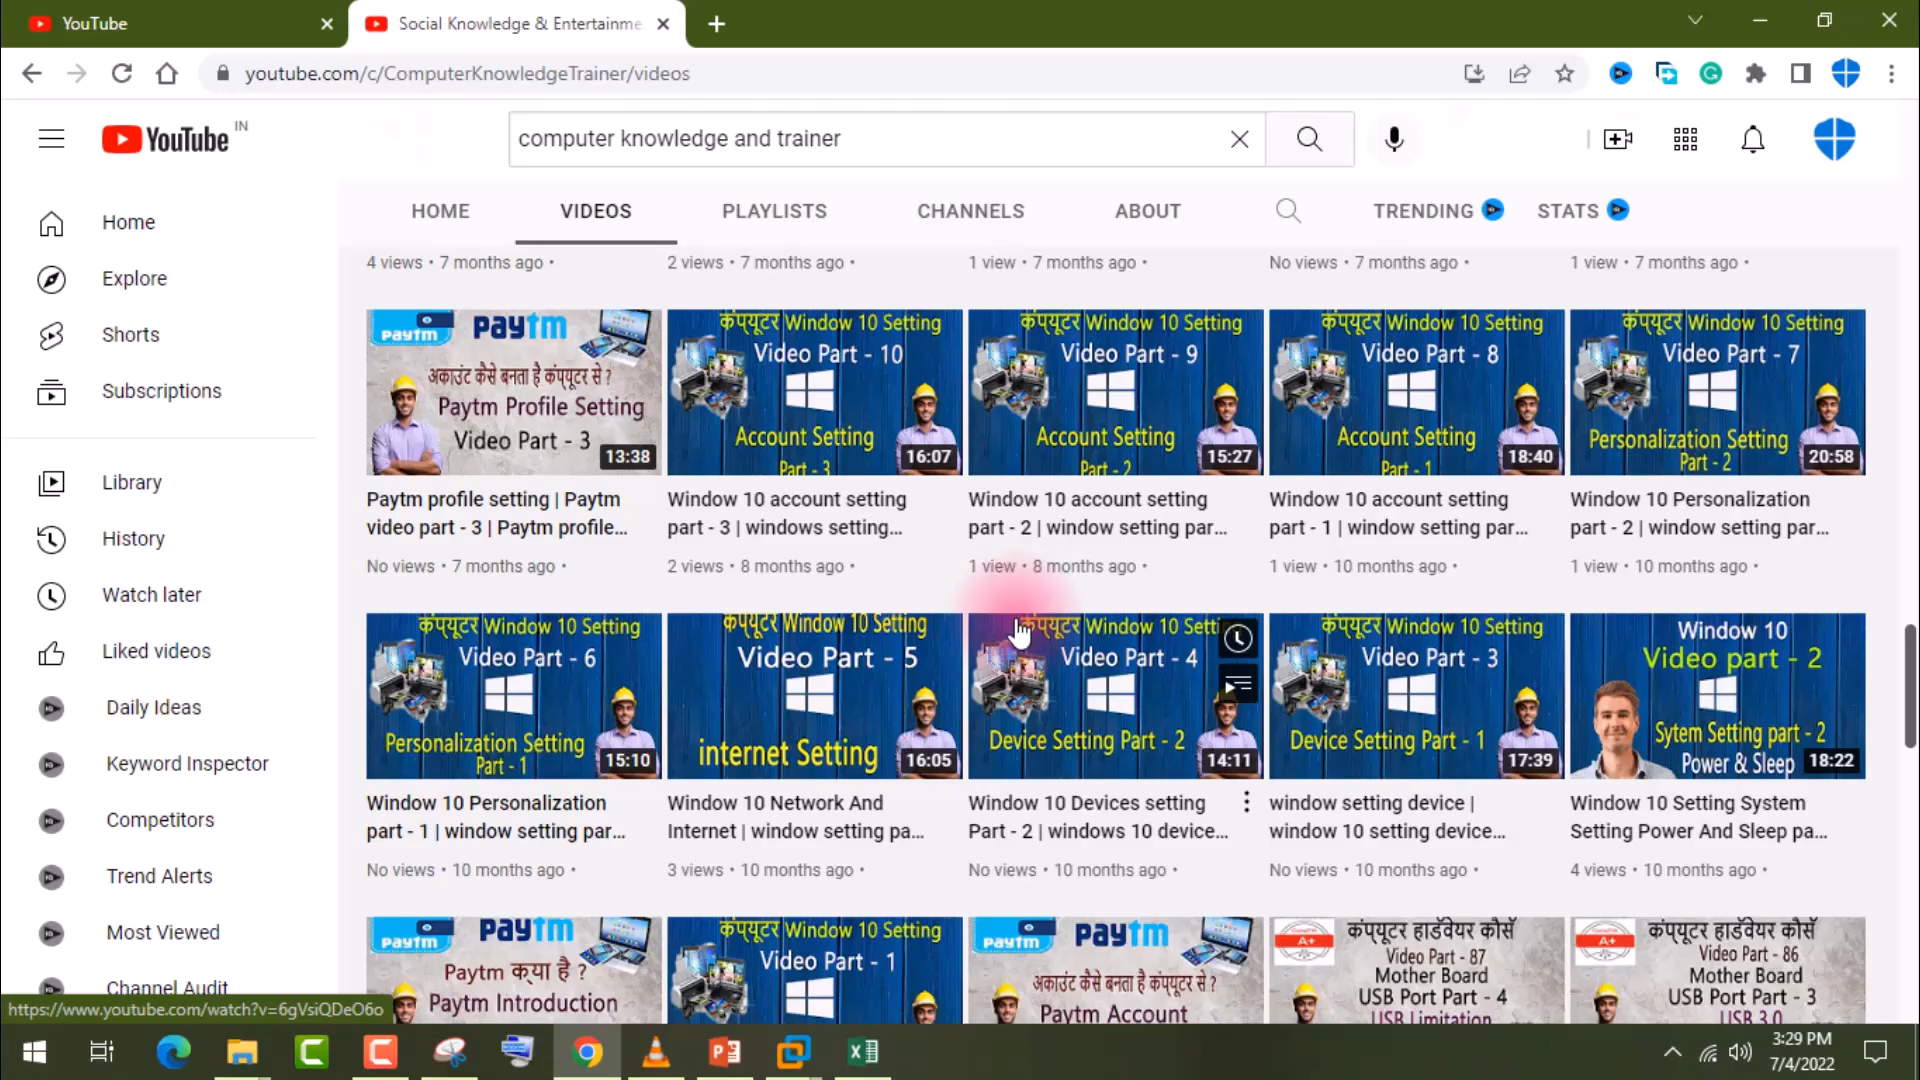 YouTube
Social Knowledge & Entertainme
youtube.com/c/ComputerKnowledgeTrainer/videos
YouTube IN
computer knowledge and trainer
HOME VIDEOS PLAYLISTS CHANNELS ABOUT TRENDING STATS
Home
Explore
Shorts
Subscriptions
Library
History
Watch later
Liked videos
Daily Ideas
Keyword Inspector
Competitors
Trend Alerts
Most Viewed
Channel Audit
4 views • 7 months ago •
2 views • 7 months ago •
1 view • 7 months ago •
No views • 7 months ago •
1 view • 7 months ago •
paytm paytm
अकाउंट कैसे बनता है कंप्यूटर से ?
Paytm Profile Setting
Video Part - 3
13:38
Paytm profile setting | Paytm
video part - 3 | Paytm profile...
No views • 7 months ago •
कंप्यूटर Window 10 Setting
Video Part - 10
Account Setting
Part - 3
16:07
Window 10 account setting
part - 3 | windows setting...
2 views • 8 months ago •
कंप्यूटर Window 10 Setting
Video Part - 9
Account Setting
Part - 2
15:27
Window 10 account setting
part - 2 | window setting par...
1 view • 8 months ago •
कंप्यूटर Window 10 Setting
Video Part - 8
Account Setting
Part - 1
18:40
Window 10 account setting
part - 1 | window setting par...
1 view • 10 months ago •
कंप्यूटर Window 10 Setting
Video Part - 7
Personalization Setting
Part - 2
20:58
Window 10 Personalization
part - 2 | window setting par...
1 view • 10 months ago •
कंप्यूटर Window 10 Setting
Video Part - 6
Personalization Setting
Part - 1
15:10
Window 10 Personalization
part - 1 | window setting par...
No views • 10 months ago •
कंप्यूटर Window 10 Setting
Video Part - 5
internet Setting
16:05
Window 10 Network And
Internet | window setting pa...
3 views • 10 months ago •
कंप्यूटर Window 10 Setti
Video Part - 4
Device Setting Part - 2
14:11
Window 10 Devices setting
Part - 2 | windows 10 device...
No views • 10 months ago •
कंप्यूटर Window 10 Setting
Video Part - 3
Device Setting Part - 1
17:39
window setting device |
window 10 setting device...
No views • 10 months ago •
Window 10
Video part - 2
Sytem Setting part - 2
Power & Sleep
18:22
Window 10 Setting System
Setting Power And Sleep pa...
4 views • 10 months ago •
paytm paytm
Paytm क्या है ?
Paytm Introduction
कंप्यूटर Window 10 Setting
Video Part - 1
paytm paytm
अकाउंट कैसे बनता है कंप्यूटर से ?
Paytm Account
A+
कंप्यूटर हार्डवेयर कोर्स
Video Part - 87
Mother Board
USB Port Part - 4
USB Limitation
A+
कंप्यूटर हार्डवेयर कोर्स
Video Part - 86
Mother Board
USB Port Part - 3
USB 3.0
https://www.youtube.com/watch?v=6gVsiQDeO6o
3:29 PM
7/4/2022